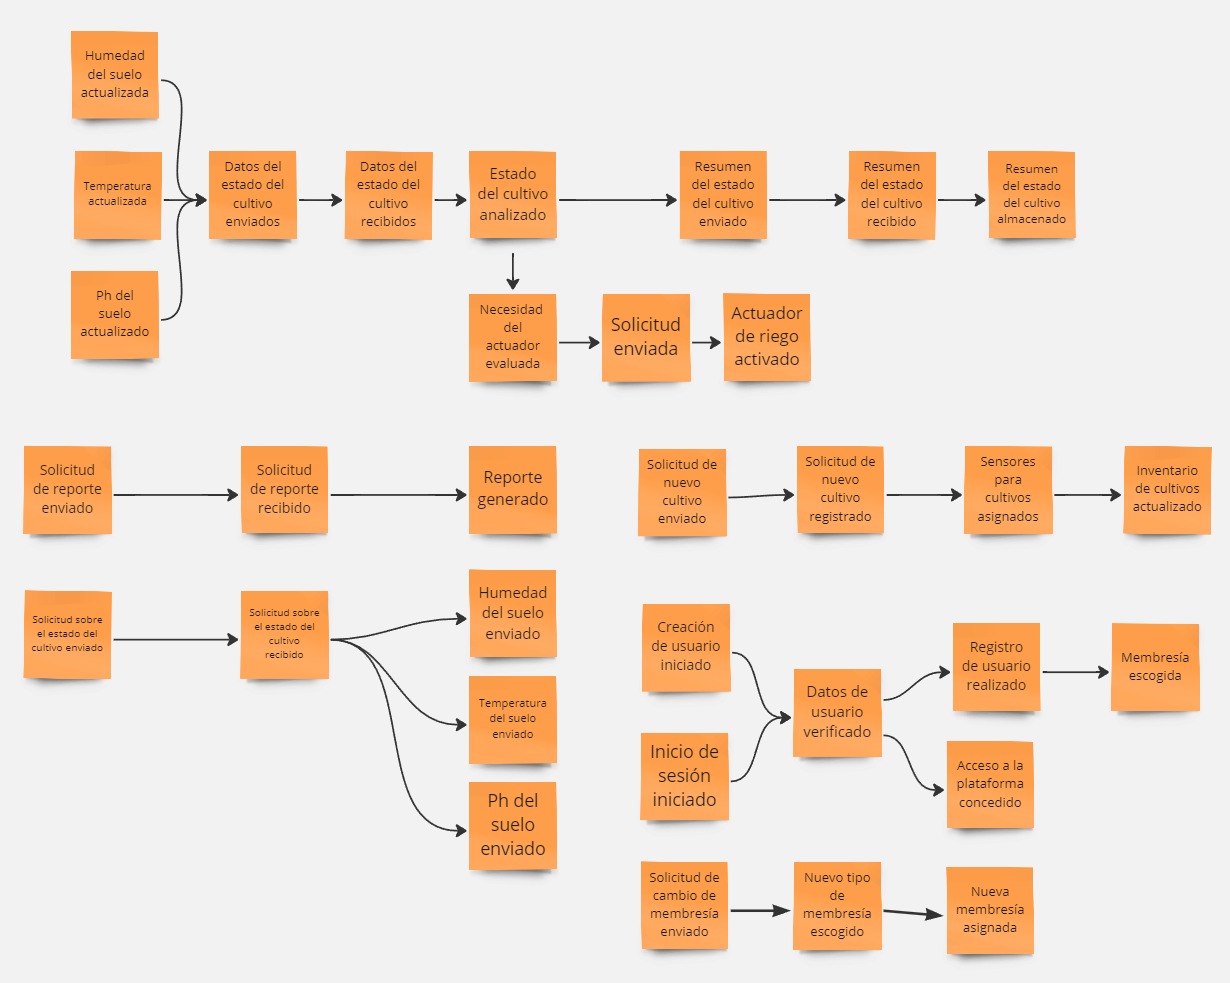 Humedad
del suelo
actualizada
Temperatura
actualizada
Ph del
suelo
actualizado
Datos del
estado del
cultivo
enviados
Datos del
estado del
cultivo
recibidos
Estado
del cultivo
analizado
Resumen
del estado
del cultivo
enviado
Resumen
del estado
del cultivo
recibido
Resumen
del estado
del cultivo
almacenado
Necesidad
del
actuador
evaluada
Solicitud
enviada
Actuador
de riego
activado
Solicitud
de reporte
enviado
Solicitud
de reporte
recibido
Reporte
generado
Solicitud de
nuevo
cultivo
enviado
Solicitud de
nuevo
cultivo
registrado
Sensores
para
cultivos
asignados
Inventario
de cultivos
actualizado
Solicitud sobre
el estado del
cultivo enviado
Solicitud sobre
el estado del
cultivo
recibido
Humedad
del suelo
enviado
Temperatura
del suelo
enviado
Ph del
suelo
enviado
Creación
de usuario
iniciado
Inicio de
sesión
iniciado
Datos de
usuario
verificado
Registro
de usuario
realizado
Membresía
escogida
Acceso a la
plataforma
concedido
Solicitud de
cambio de
membresía
enviado
Nuevo tipo
de
membresía
escogido
Nueva
membresía
asignada